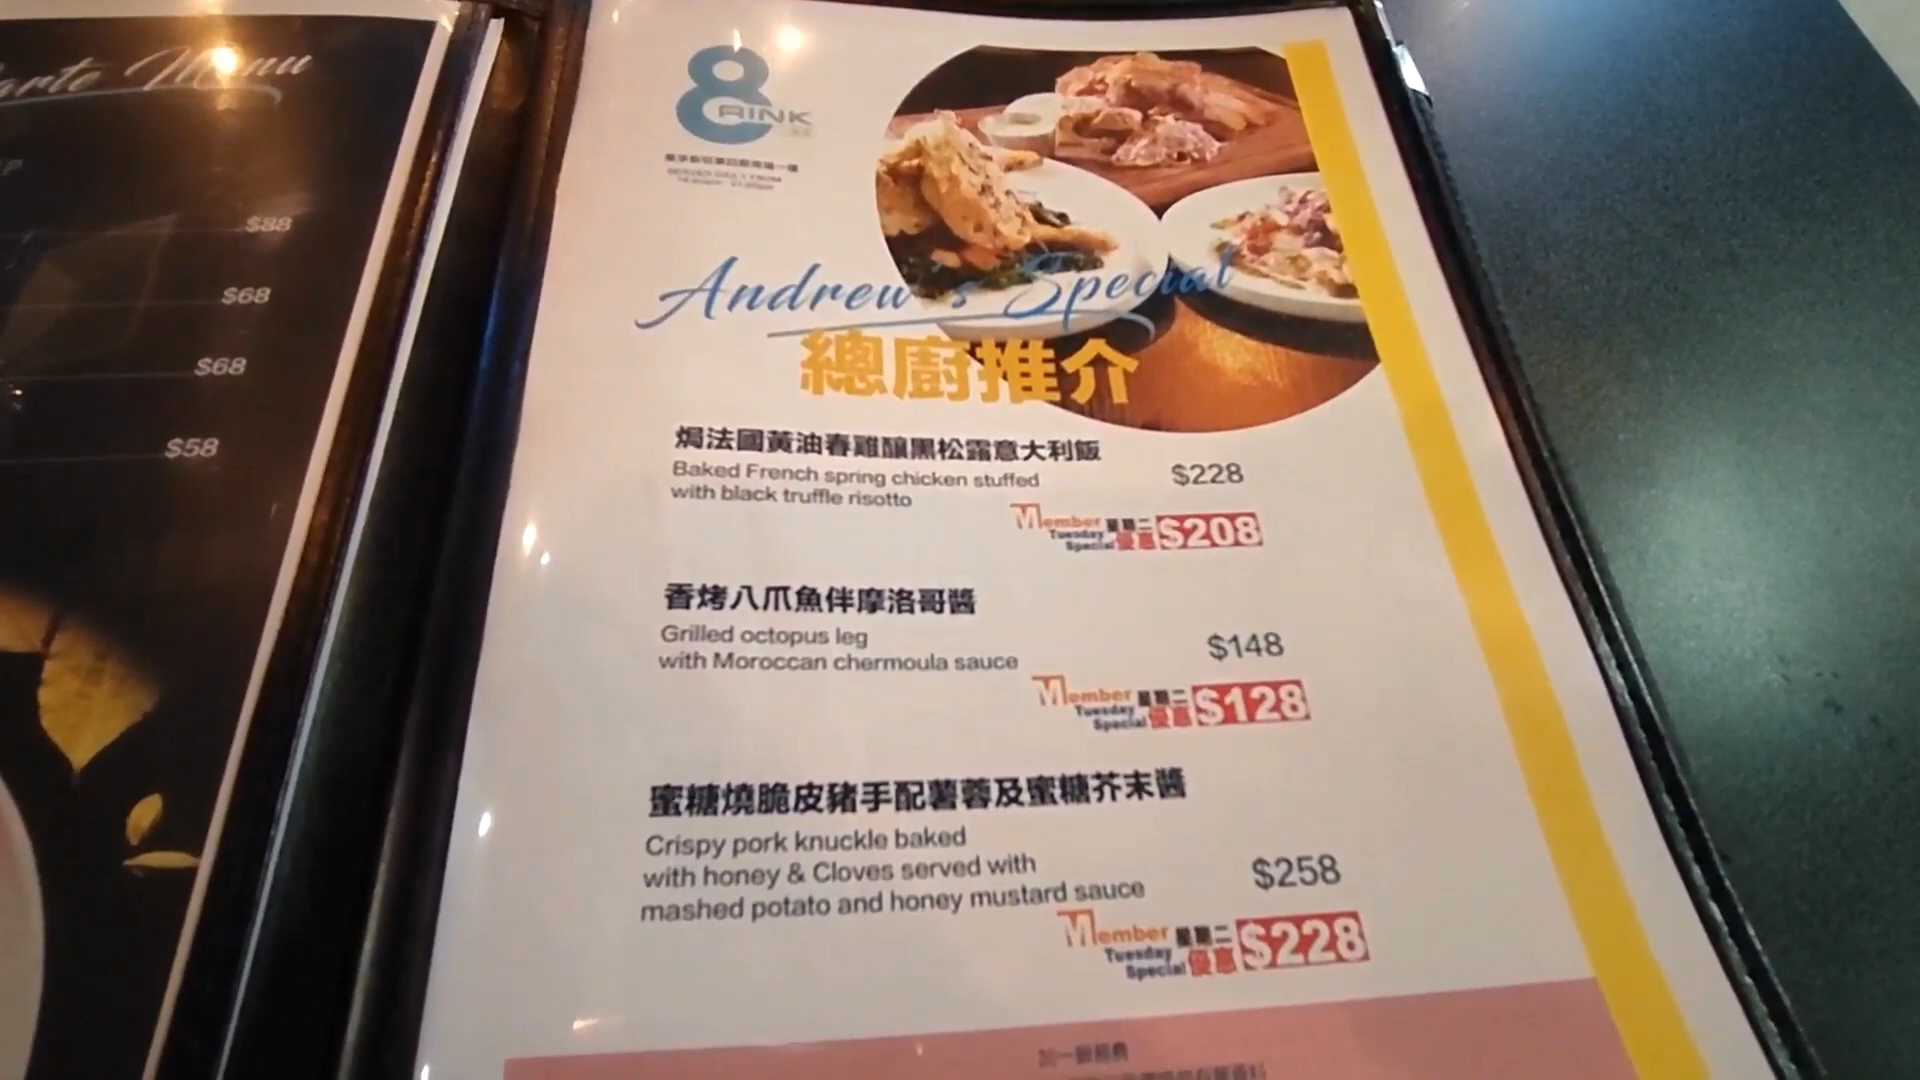 Menu
$88
$68
$68
$58
8
RINK
Andrew's Special
總廚推介
焗法國黃油春雞釀黑松露意大利飯
Baked French spring chicken stuffed
with black truffle risotto
$228
Member Tuesday Special 星期二優惠 $208
香烤八爪魚伴摩洛哥醬
Grilled octopus leg
with Moroccan chermoula sauce
$148
Member Tuesday Special 星期二優惠 $128
蜜糖燒脆皮豬手配薯蓉及蜜糖芥末醬
Crispy pork knuckle baked
with honey & Cloves served with
mashed potato and honey mustard sauce
$258
Member Tuesday Special 星期二優惠 $228
加一服務費